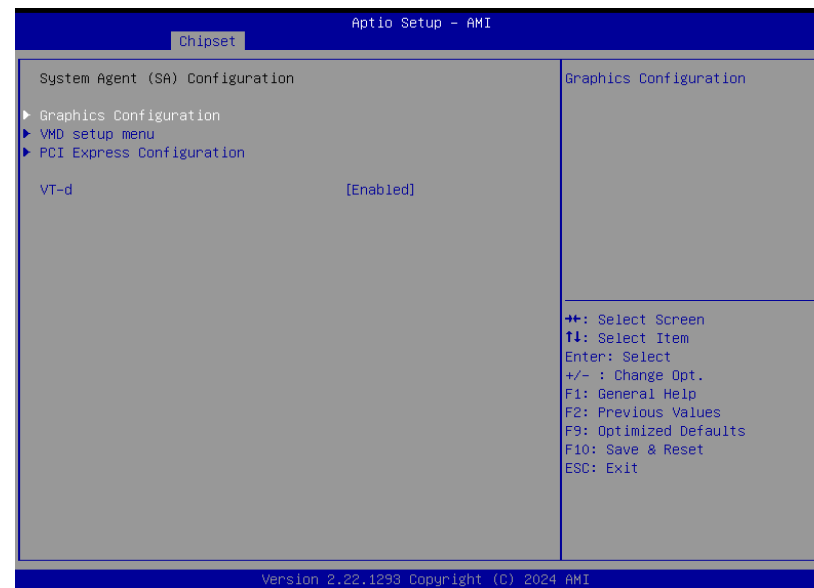 Aptio Setup – AMI
Chipset
System Agent (SA) Configuration
Graphics Configuration
VMD setup menu
PCI Express Configuration
VT-d [Enabled]
Graphics Configuration
→←: Select Screen
↑↓: Select Item
Enter: Select
+/- : Change Opt.
F1: General Help
F2: Previous Values
F9: Optimized Defaults
F10: Save & Reset
ESC: Exit
Version 2.22.1293 Copyright (C) 2024 AMI